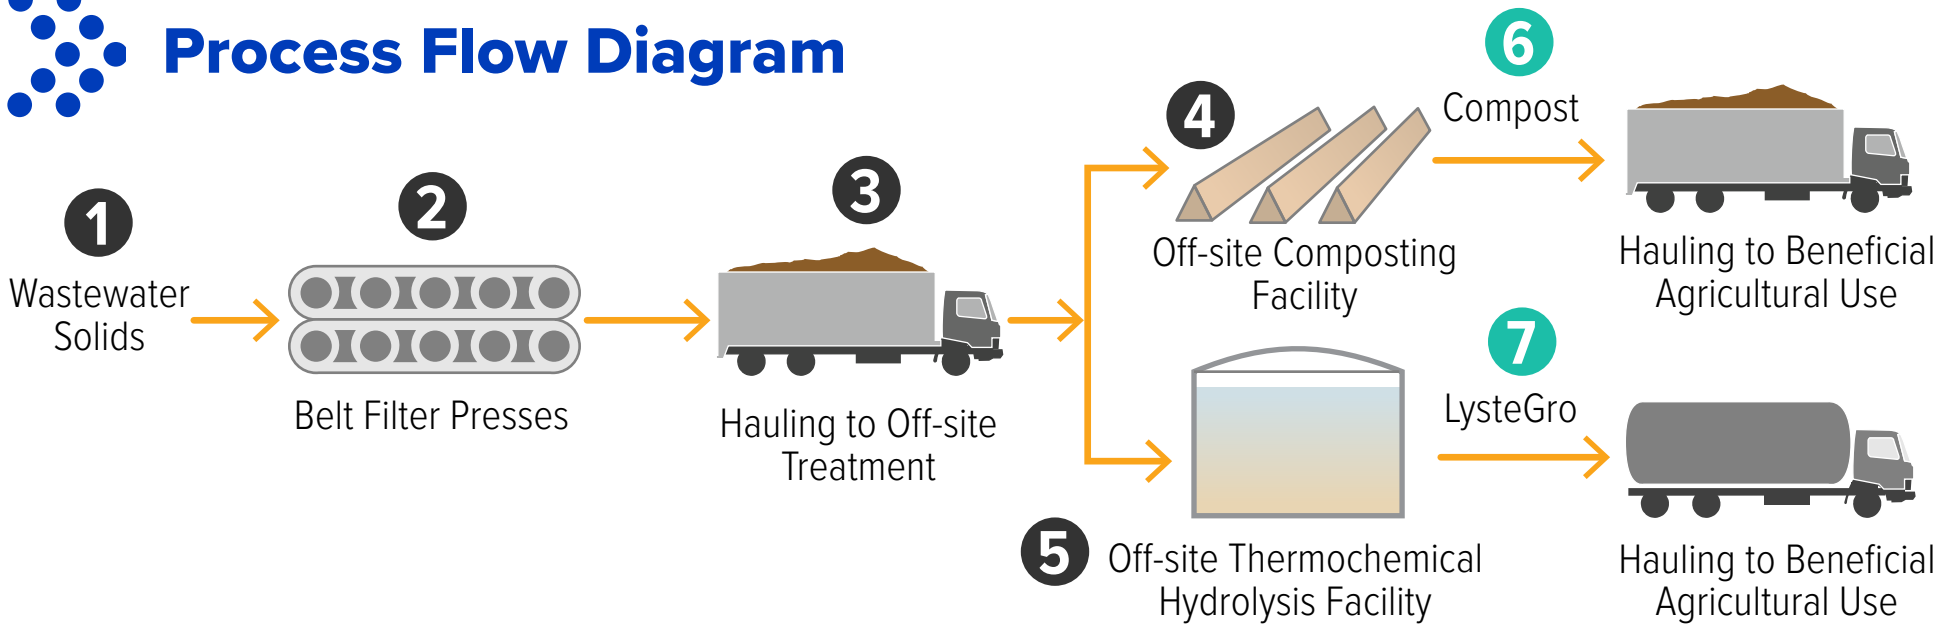 Process Flow Diagram
1
Wastewater
Solids
2
Belt Filter Presses
3
Hauling to Off-site
Treatment
4
Off-site Composting
Facility
5
Off-site Thermochemical
Hydrolysis Facility
6
Compost
Hauling to Beneficial
Agricultural Use
7
LysteGro
Hauling to Beneficial
Agricultural Use